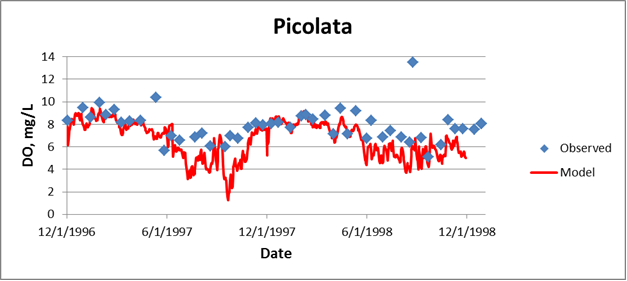 Picolata
14
12
10
8
6
4
2
0
DO, mg/L
12/1/1996
6/1/1997
12/1/1997
6/1/1998
12/1/1998
Date
Observed
Model